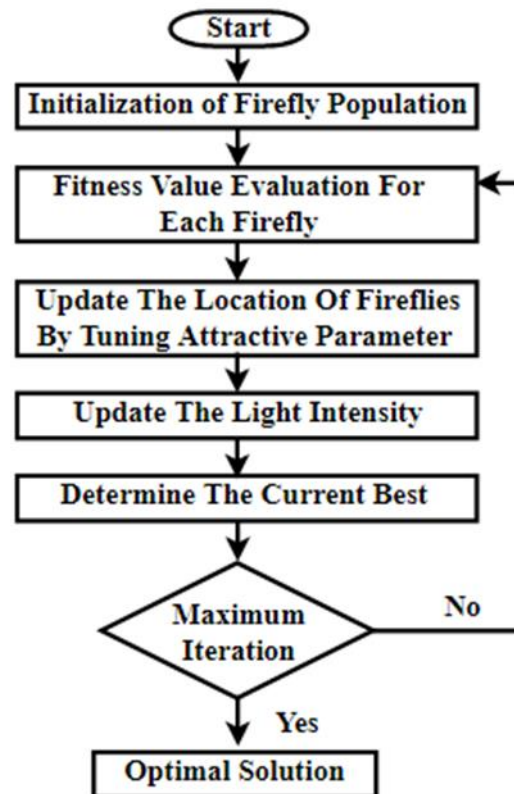 Start
Initialization of Firefly Population
Fitness Value Evaluation For
Each Firefly
Update The Location Of Fireflies
By Tuning Attractive Parameter
Update The Light Intensity
Determine The Current Best
Maximum
Iteration
No
Yes
Optimal Solution